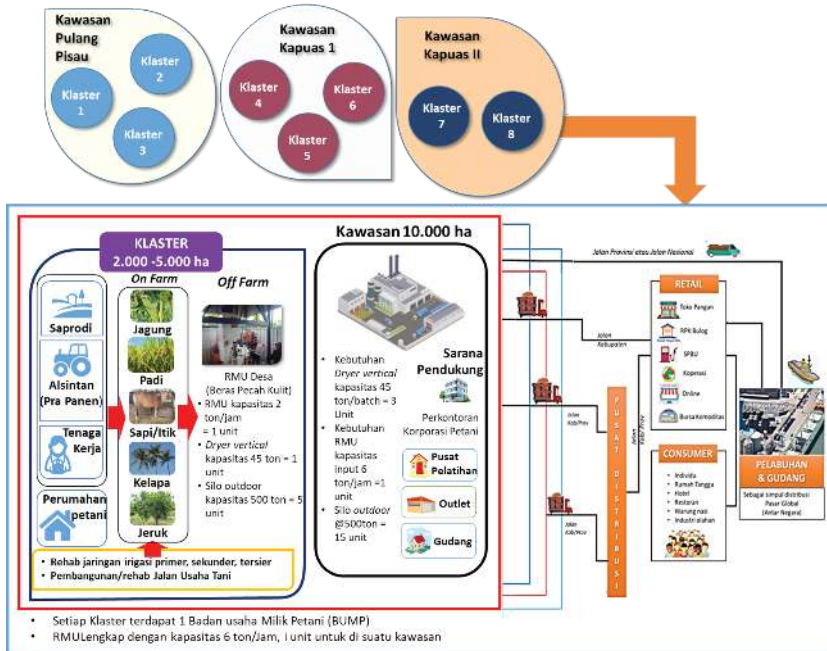 Kawasan
Pulang
Pisau
Klaster
1
Klaster
2
Klaster
3
Kawasan
Kapuas 1
Klaster
4
Klaster
5
Klaster
6
Kawasan
Kapuas II
Klaster
7
Klaster
8
KLASTER
2.000 -5.000 ha
Saprodi
Alsintan
(Pra Panen)
Tenaga
Kerja
Perumahan
petani
On Farm
Jagung
Padi
Sapi/Itik
Kelapa
Jeruk
Off Farm
RMU Desa
(Beras Pecah Kulit)
• RMU kapasitas 2
ton/jam
= 1 unit
• Dryer vertical
kapasitas 45 ton = 1
unit
• Silo outdoor
kapasitas 500 ton = 5
unit
• Rehab jaringan irigasi primer, sekunder, tersier
• Pembangunan/rehab Jalan Usaha Tani
Kawasan 10.000 ha
• Kebutuhan
Dryer vertical
kapasitas 45
ton/batch = 3
Unit
• Kebutuhan
RMU
kapasitas
input 6
ton/jam =1
unit
• Silo outdoor
@500ton =
15 unit
Sarana
Pendukung
Perkontoran
Korporasi Petani
Pusat
Pelatihan
Outlet
Gudang
Jalan Provinsi atau Jalan Nasional
Jalan
Kabupaten
Jalan
Kab/Prov
Jalan
PUSAT DISTRIBUSI
Jalan
Kab/Prov
RETAIL
Toko Pangan
RPK Bulog
SPBU
Koperasi
Online
Bursa Komoditas
CONSUMER
• Individu
• Rumah Tangga
• Hotel
• Restoran
• Warung nasi
• Industri olahan
PELABUHAN
& GUDANG
Sebagai simpul distribusi
Pasar Global
(Antar Negara)
• Setiap Klaster terdapat 1 Badan usaha Milik Petani (BUMP)
• RMULengkap dengan kapasitas 6 ton/Jam, i unit untuk di suatu kawasan